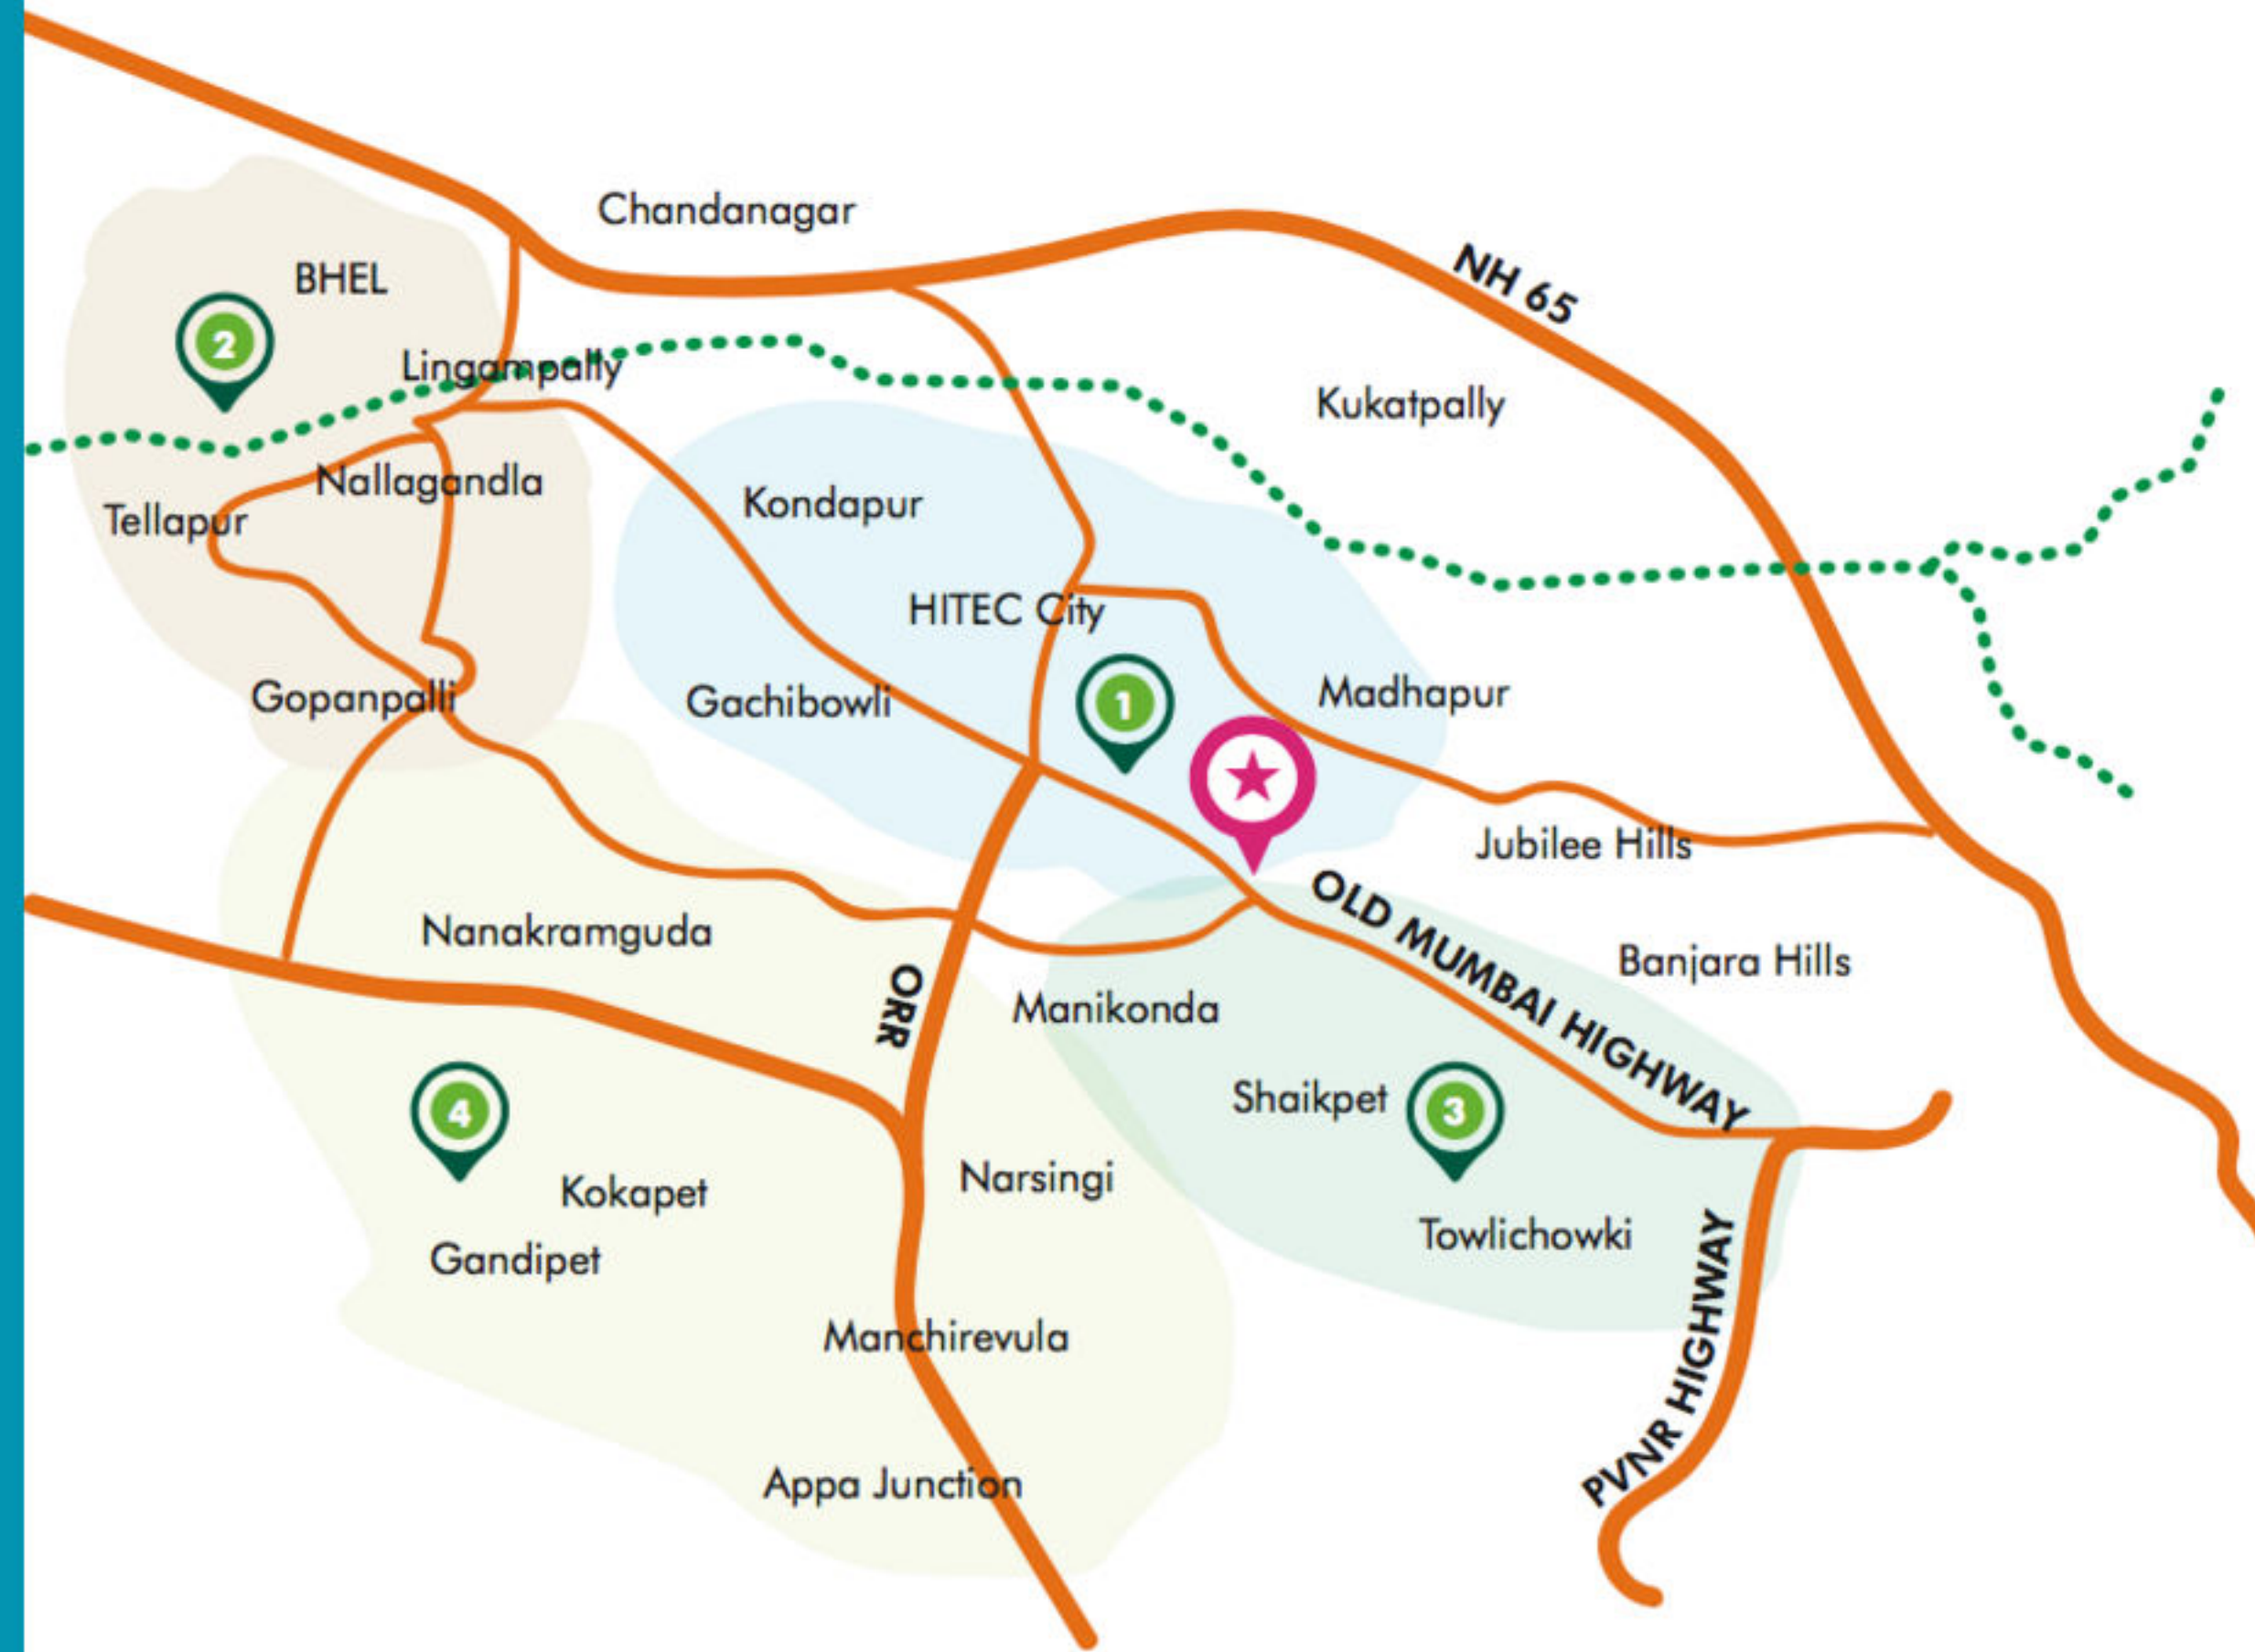 Chandanagar
NH 65
BHEL
2
Lingampally
Kukatpally
Nallagandla
Kondapur
Tellapur
HITEC City
Gopanpalli
Gachibowli
1
Madhapur
Jubilee Hills
OLD MUMBAI HIGHWAY
Nanakramguda
Banjara Hills
ORR
Manikonda
4
Shaikpet
3
Kokapet
Narsingi
Gandipet
Towlichowki
Manchirevula
PVNR HIGHWAY
Appa Junction